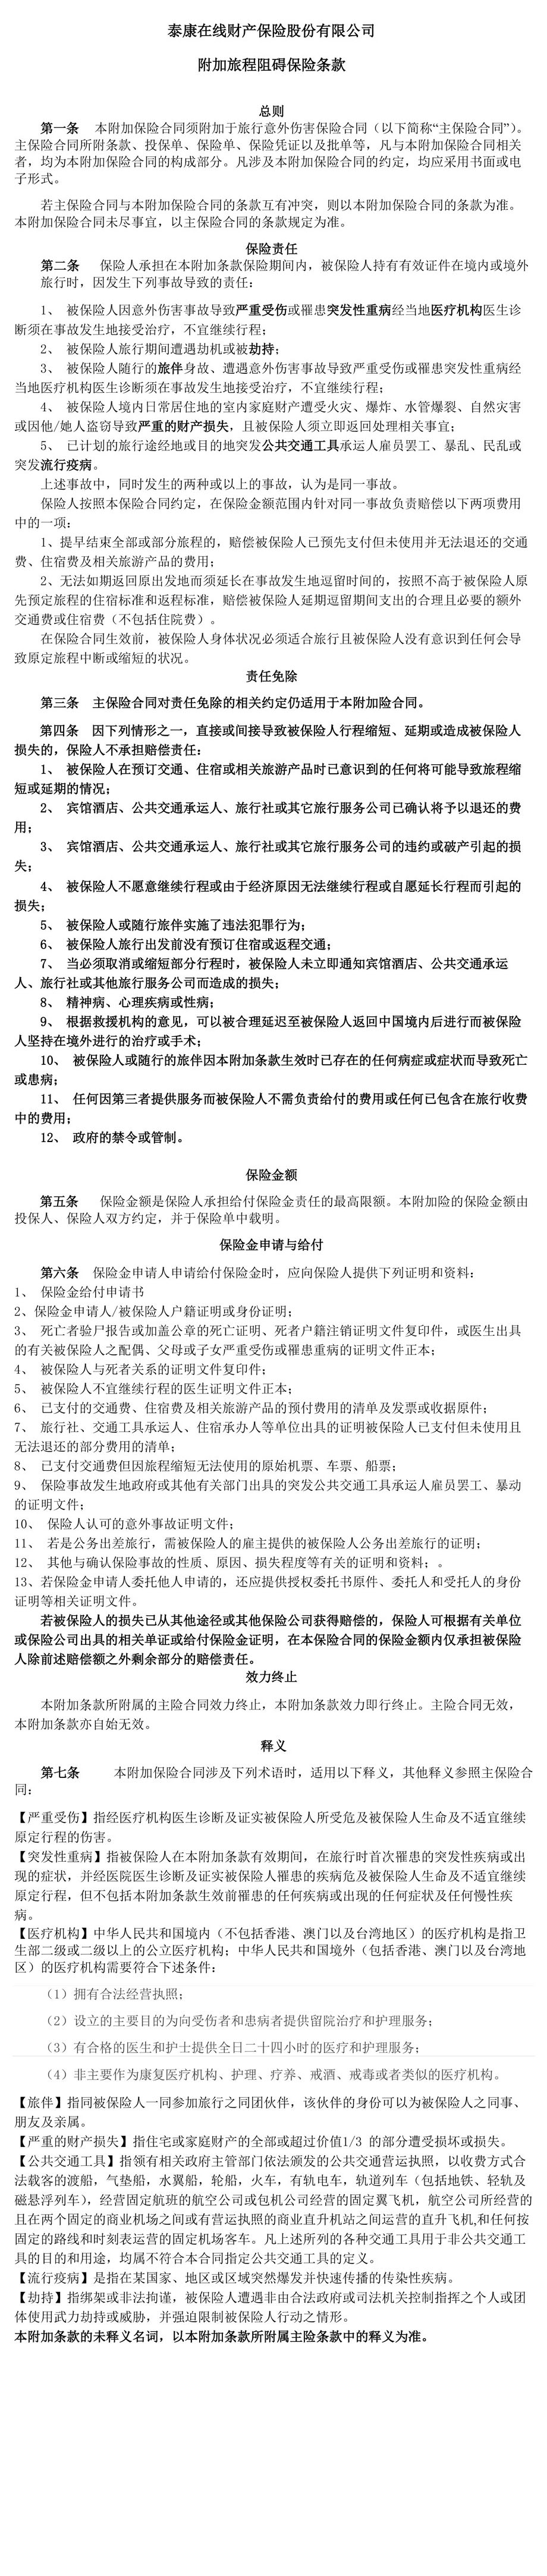 泰康在线财产保险股份有限公司
附加旅程阻碍保险条款
总则
第一条 本附加保险合同须附加于旅行意外伤害保险合同（以下简称“主保险合同”）。
主保险合同所附条款、投保单、保险单、保险凭证以及批单等，凡与本附加保险合同相关
者，均为本附加保险合同的构成部分。凡涉及本附加保险合同的约定，均应采用书面或电
子形式。
若主保险合同与本附加保险合同的条款互有冲突，则以本附加保险合同的条款为准。
本附加保险合同未尽事宜，以主保险合同的条款规定为准。
保险责任
第二条 保险人承担在本附加条款保险期间内，被保险人持有有效证件在境内或境外
旅行时，因发生下列事故导致的责任：
1、 被保险人因意外伤害事故导致严重受伤或罹患突发性重病经当地医疗机构医生诊
断须在事故发生地接受治疗，不宜继续行程；
2、 被保险人旅行期间遭遇劫机或被劫持；
3、 被保险人随行的旅伴身故、遭遇意外伤害事故导致严重受伤或罹患突发性重病经
当地医疗机构医生诊断须在事故发生地接受治疗，不宜继续行程；
4、 被保险人境内日常居住地的室内家庭财产遭受火灾、爆炸、水管爆裂、自然灾害
或因他/她人盗窃导致严重的财产损失，且被保险人须立即返回处理相关事宜；
5、 已计划的旅行途经地或目的地突发公共交通工具承运人雇员罢工、暴乱、民乱或
突发流行疫病。
上述事故中，同时发生的两种或以上的事故，认为是同一事故。
保险人按照本保险合同约定，在保险金额范围内针对同一事故负责赔偿以下两项费用
中的一项：
1、提早结束全部或部分旅程的，赔偿被保险人已预先支付但未使用并无法退还的交通
费、住宿费及相关旅游产品的费用；
2、无法如期返回原出发地而须延长在事故发生地逗留时间的，按照不高于被保险人原
先预定旅程的住宿标准和返程标准，赔偿被保险人延期逗留期间支出的合理且必要的额外
交通费或住宿费（不包括住院费）。
在保险合同生效前，被保险人身体状况必须适合旅行且被保险人没有意识到任何会导
致原定旅程中断或缩短的状况。
责任免除
第三条 主保险合同对责任免除的相关约定仍适用于本附加险合同。
第四条 因下列情形之一，直接或间接导致被保险人行程缩短、延期或造成被保险人
损失的，保险人不承担赔偿责任：
1、 被保险人在预订交通、住宿或相关旅游产品时已意识到的任何将可能导致旅程缩
短或延期的情况；
2、 宾馆酒店、公共交通承运人、旅行社或其它旅行服务公司已确认将予以退还的费
用；
3、 宾馆酒店、公共交通承运人、旅行社或其它旅行服务公司的违约或破产引起的损
失；
4、 被保险人不愿意继续行程或由于经济原因无法继续行程或自愿延长行程而引起的
损失；
5、 被保险人或随行旅伴实施了违法犯罪行为；
6、 被保险人旅行出发前没有预订住宿或返程交通；
7、 当必须取消或缩短部分行程时，被保险人未立即通知宾馆酒店、公共交通承运
人、旅行社或其他旅行服务公司而造成的损失；
8、 精神病、心理疾病或性病；
9、 根据救援机构的意见，可以被合理延迟至被保险人返回中国境内后进行而被保险
人坚持在境外进行的治疗或手术；
10、 被保险人或随行的旅伴因本附加条款生效时已存在的任何病症或症状而导致死亡
或患病；
11、 任何因第三者提供服务而被保险人不需负责给付的费用或任何已包含在旅行收费
中的费用；
12、 政府的禁令或管制。
保险金额
第五条 保险金额是保险人承担给付保险金责任的最高限额。本附加险的保险金额由
投保人、保险人双方约定，并于保险单中载明。
保险金申请与给付
第六条 保险金申请人申请给付保险金时，应向保险人提供下列证明和资料：
1、 保险金给付申请书
2、保险金申请人/被保险人户籍证明或身份证明；
3、 死亡者验尸报告或加盖公章的死亡证明、死者户籍注销证明文件复印件，或医生出具
的有关被保险人之配偶、父母或子女严重受伤或罹患重病的证明文件正本；
4、 被保险人与死者关系的证明文件复印件；
5、 被保险人不宜继续行程的医生证明文件正本；
6、 已支付的交通费、住宿费及相关旅游产品的预付费用的清单及发票或收据原件；
7、 旅行社、交通工具承运人、住宿承办人等单位出具的证明被保险人已支付但未使用且
无法退还的部分费用的清单；
8、 已支付交通费但因旅程缩短无法使用的原始机票、车票、船票；
9、 保险事故发生地政府或其他有关部门出具的突发公共交通工具承运人雇员罢工、暴动
的证明文件；
10、 保险人认可的意外事故证明文件；
11、 若是公务出差旅行，需被保险人的雇主提供的被保险人公务出差旅行的证明；
12、 其他与确认保险事故的性质、原因、损失程度等有关的证明和资料；。
13、若保险金申请人委托他人申请的，还应提供授权委托书原件、委托人和受托人的身份
证明等相关证明文件。
若被保险人的损失已从其他途径或其他保险公司获得赔偿的，保险人可根据有关单位
或保险公司出具的相关单证或给付保险金证明，在本保险合同的保险金额内仅承担被保险
人除前述赔偿额之外剩余部分的赔偿责任。
效力终止
本附加条款所附属的主险合同效力终止，本附加条款效力即行终止。主险合同无效，
本附加条款亦自始无效。
释义
第七条 本附加保险合同涉及下列术语时，适用以下释义，其他释义参照主保险合
同：
【严重受伤】指经医疗机构医生诊断及证实被保险人所受危及被保险人生命及不适宜继续
原定行程的伤害。
【突发性重病】指被保险人在本附加条款有效期间，在旅行时首次罹患的突发性疾病或出
现的症状，并经医院医生诊断及证实被保险人罹患的疾病危及被保险人生命及不适宜继续
原定行程，但不包括本附加条款生效前罹患的任何疾病或出现的任何症状及任何慢性疾
病。
【医疗机构】中华人民共和国境内（不包括香港、澳门以及台湾地区）的医疗机构是指卫
生部二级或二级以上的公立医疗机构；中华人民共和国境外（包括香港、澳门以及台湾地
区）的医疗机构需要符合下述条件：
（1）拥有合法经营执照；
（2）设立的主要目的为向受伤者和患病者提供留院治疗和护理服务；
（3）有合格的医生和护士提供全日二十四小时的医疗和护理服务；
（4）非主要作为康复医疗机构、护理、疗养、戒酒、戒毒或者类似的医疗机构。
【旅伴】指同被保险人一同参加旅行之同团伙伴，该伙伴的身份可以为被保险人之同事、
朋友及亲属。
【严重的财产损失】指住宅或家庭财产的全部或超过价值1/3 的部分遭受损坏或损失。
【公共交通工具】指领有相关政府主管部门依法颁发的公共交通营运执照，以收费方式合
法载客的渡船，气垫船，水翼船，轮船，火车，有轨电车，轨道列车（包括地铁、轻轨及
磁悬浮列车），经营固定航班的航空公司或包机公司经营的固定翼飞机，航空公司所经营的
且在两个固定的商业机场之间或有营运执照的商业直升机站之间运营的直升飞机，和任何按
固定的路线和时刻表运营的固定机场客车。凡上述所列的各种交通工具用于非公共交通工
具的目的和用途，均属不符合本合同指定公共交通工具的定义。
【流行疫病】是指在某国家、地区或区域突然爆发并快速传播的传染性疾病。
【劫持】指绑架或非法拘谨，被保险人遭遇非由合法政府或司法机关控制指挥之个人或团
体使用武力劫持或威胁，并强迫限制被保险人行动之情形。
本附加条款的未释义名词，以本附加条款所附属主险条款中的释义为准。